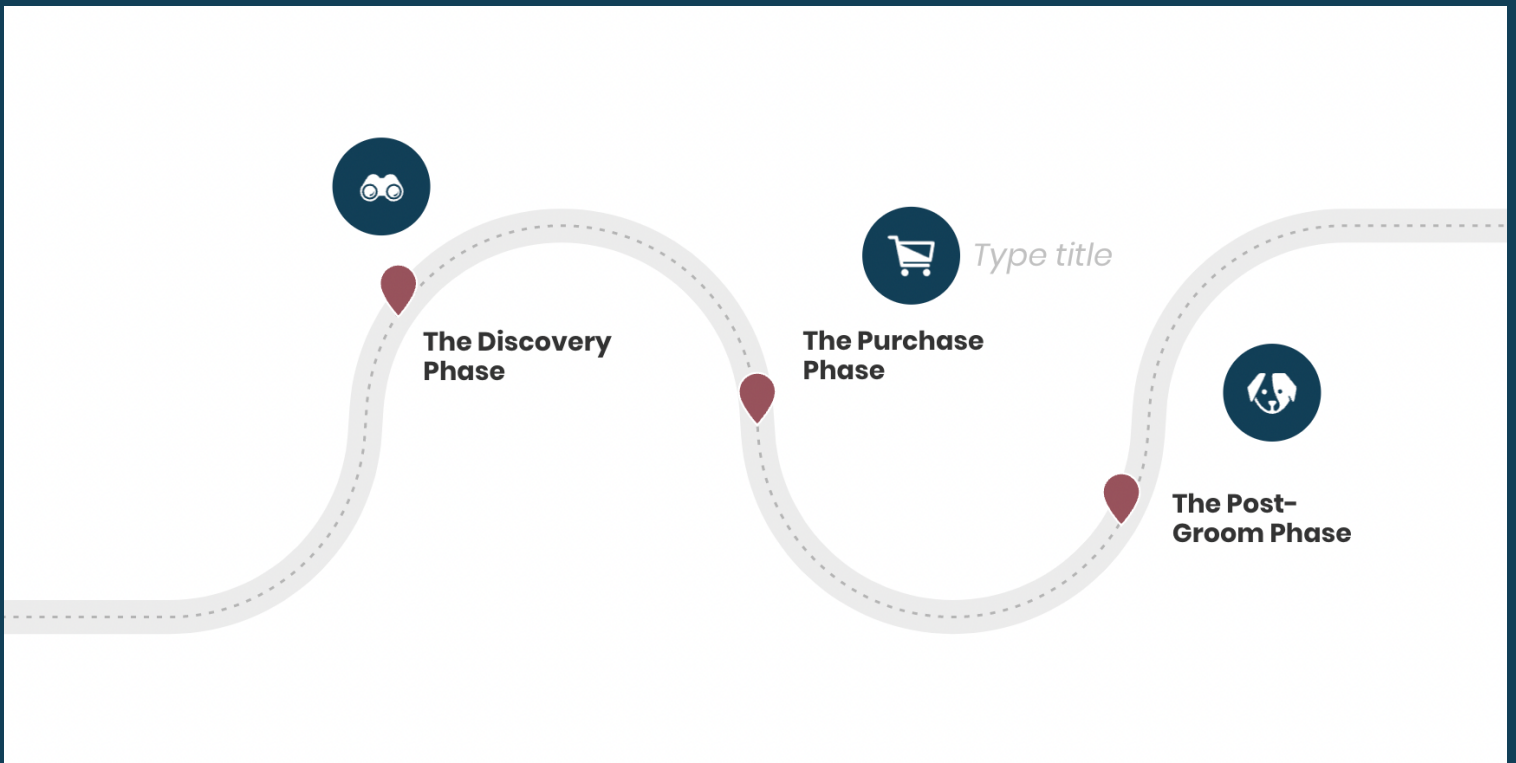 Type title
The Discovery
Phase
The Purchase
Phase
The Post-
Groom Phase